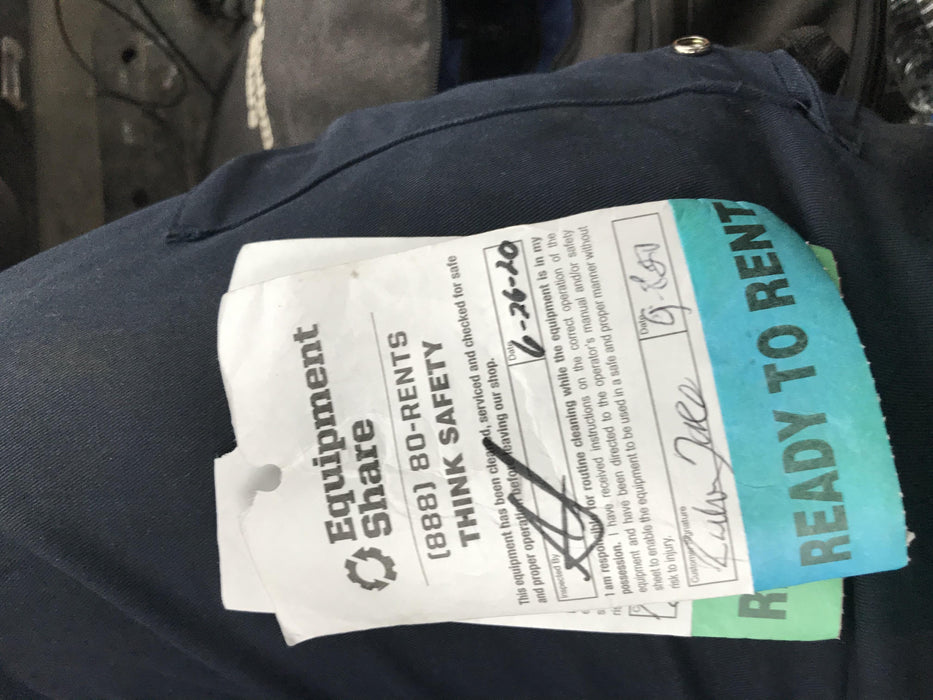 Equipment
Share
(888) 80-RENTS
THINK SAFETY
This equipment has been cleaned, serviced and checked for safe
and proper operation before leaving our shop.
Inspected By
Date
6-26-20
I am responsible for routine cleaning while the equipment is in my
possession. I have received instructions on the correct operation of the
equipment and have been directed to the operator's manual and/or safety
sheet to enable the equipment to be used in a safe and proper manner without
risk to injury.
Customer Signature
Date
READY TO RENT
R